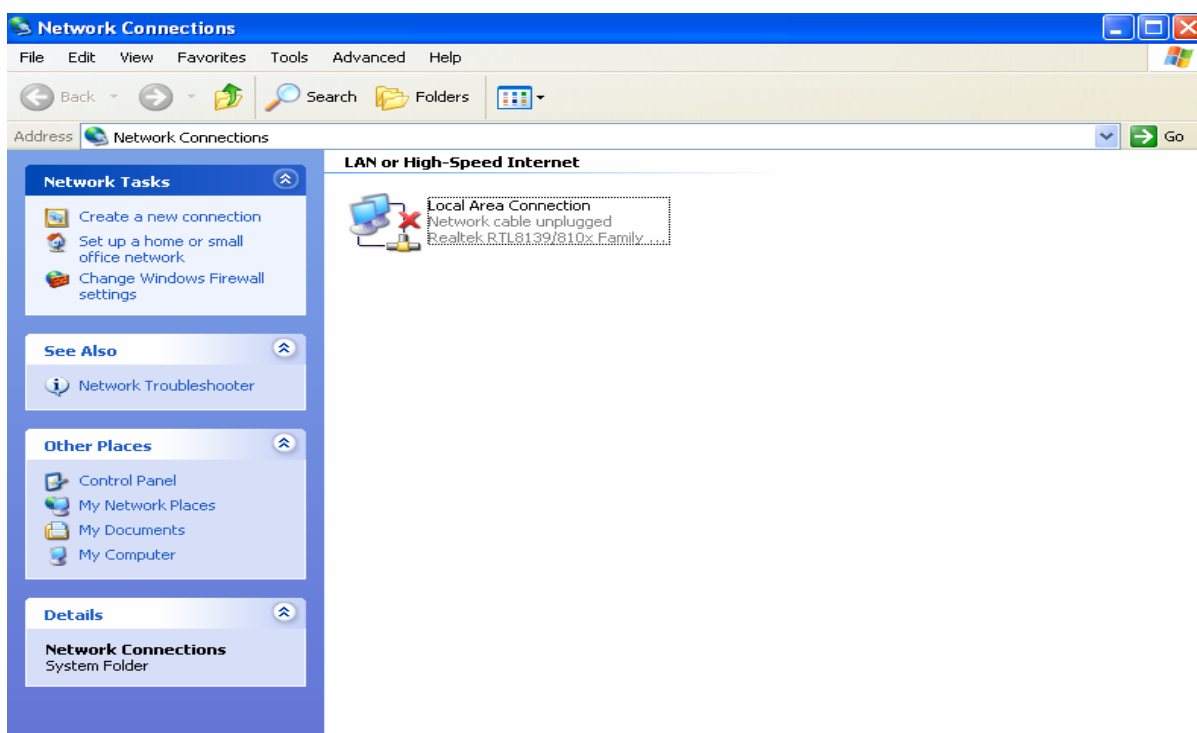 Network Connections
File Edit View Favorites Tools Advanced Help
Back Search Folders
Address Network Connections Go
Network Tasks
Create a new connection
Set up a home or small
office network
Change Windows Firewall
settings
See Also
Network Troubleshooter
Other Places
Control Panel
My Network Places
My Documents
My Computer
Details
Network Connections
System Folder
LAN or High-Speed Internet
Local Area Connection
Network cable unplugged
Realtek RTL8139/810x Family ...